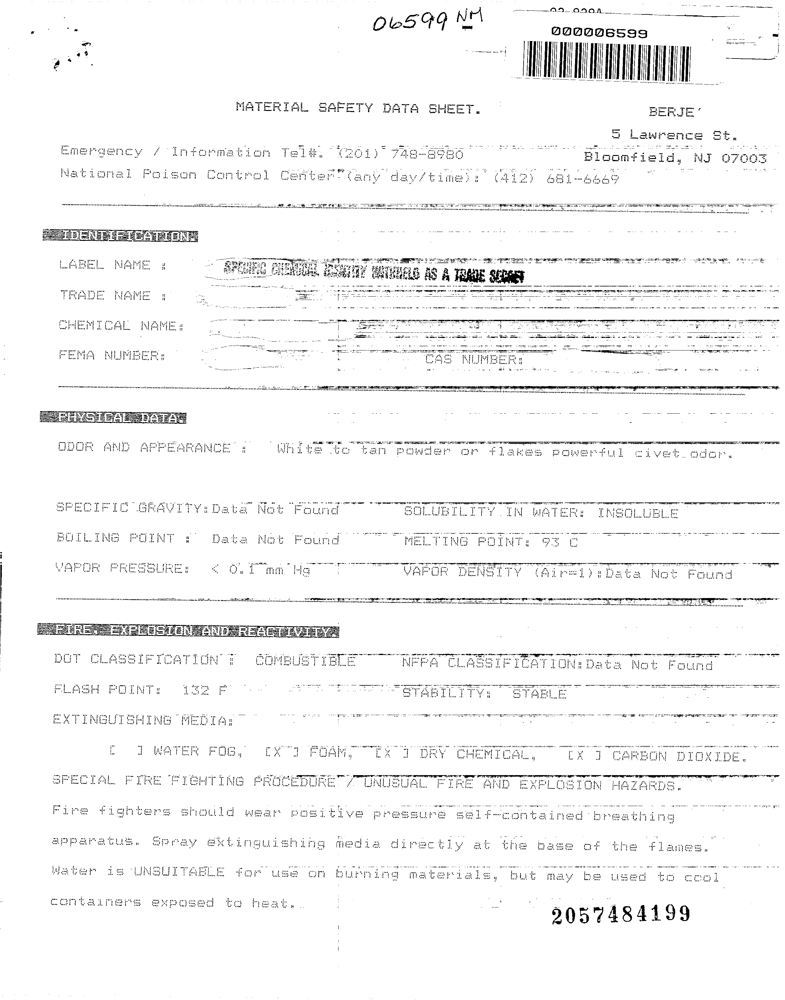 06599 NM
000006599
MATERIAL SAFETY DATA SHEET.
BERJE'
5 Lawrence St.
Emergency / Information Tel#. (201) 748-8980
Bloomfield, NJ 07003
National Poison Control Center (any day/time): (412) 681-6669
IDENTIFICATION.
LABEL NAME :
SPECIFIC CHEMICAL IDENTITY WITHHELD AS A TRADE SECRET
TRADE NAME :
CHEMICAL NAME:
FEMA NUMBER: CAS NUMBER:
PHYSICAL DATA.
ODOR AND APPEARANCE : White to tan powder or flakes powerful civet odor.
SPECIFIC GRAVITY: Data Not Found SOLUBILITY IN WATER: INSOLUBLE
BOILING POINT : Data Not Found MELTING POINT: 93 C
VAPOR PRESSURE: < 0.1 mm Hg VAPOR DENSITY (Air=1):Data Not Found
FIRE, EXPLOSION AND REACTIVITY.
DOT CLASSIFICATION : COMBUSTIBLE NFPA CLASSIFICATION:Data Not Found
FLASH POINT: 132 F STABILITY: STABLE
EXTINGUISHING MEDIA:
[ ] WATER FOG, [X ] FOAM, [X ] DRY CHEMICAL, [X ] CARBON DIOXIDE.
SPECIAL FIRE FIGHTING PROCEDURE / UNUSUAL FIRE AND EXPLOSION HAZARDS.
Fire fighters should wear positive pressure self-contained breathing
apparatus. Spray extinguishing media directly at the base of the flames.
Water is UNSUITABLE for use on burning materials, but may be used to cool
containers exposed to heat.
2057484199